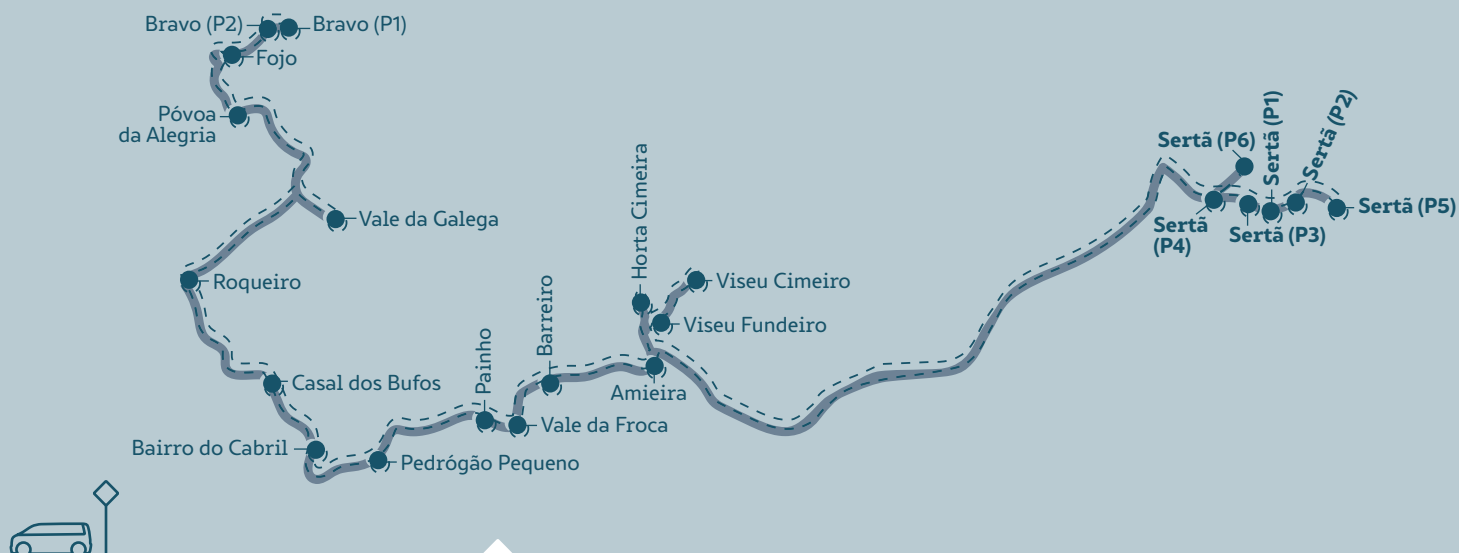 Bravo (P2)
Bravo (P1)
Fojo
Póvoa
da Alegria
Vale da Galega
Roqueiro
Casal dos Bufos
Bairro do Cabril
Pedrógão Pequeno
Painho
Vale da Froca
Barreiro
Amieira
Horta Cimeira
Viseu Cimeiro
Viseu Fundeiro
Sertã (P6)
Sertã
(P4)
Sertã (P3)
Sertã (P1)
Sertã (P2)
Sertã (P5)